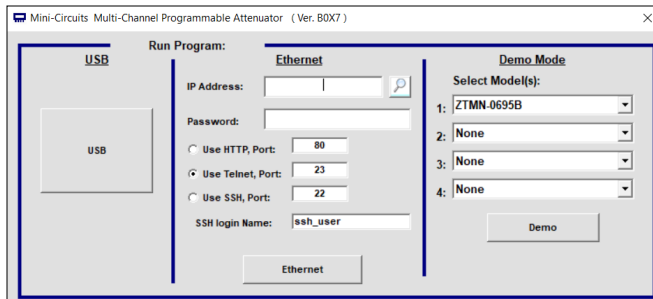 Mini-Circuits Multi-Channel Programmable Attenuator ( Ver. B0X7 )
Run Program:
USB
USB
Ethernet
IP Address:
Password:
Use HTTP, Port: 80
Use Telnet, Port: 23
Use SSH, Port: 22
SSH login Name: ssh_user
Ethernet
Demo Mode
Select Model(s):
1: ZTMN-0695B
2: None
3: None
4: None
Demo